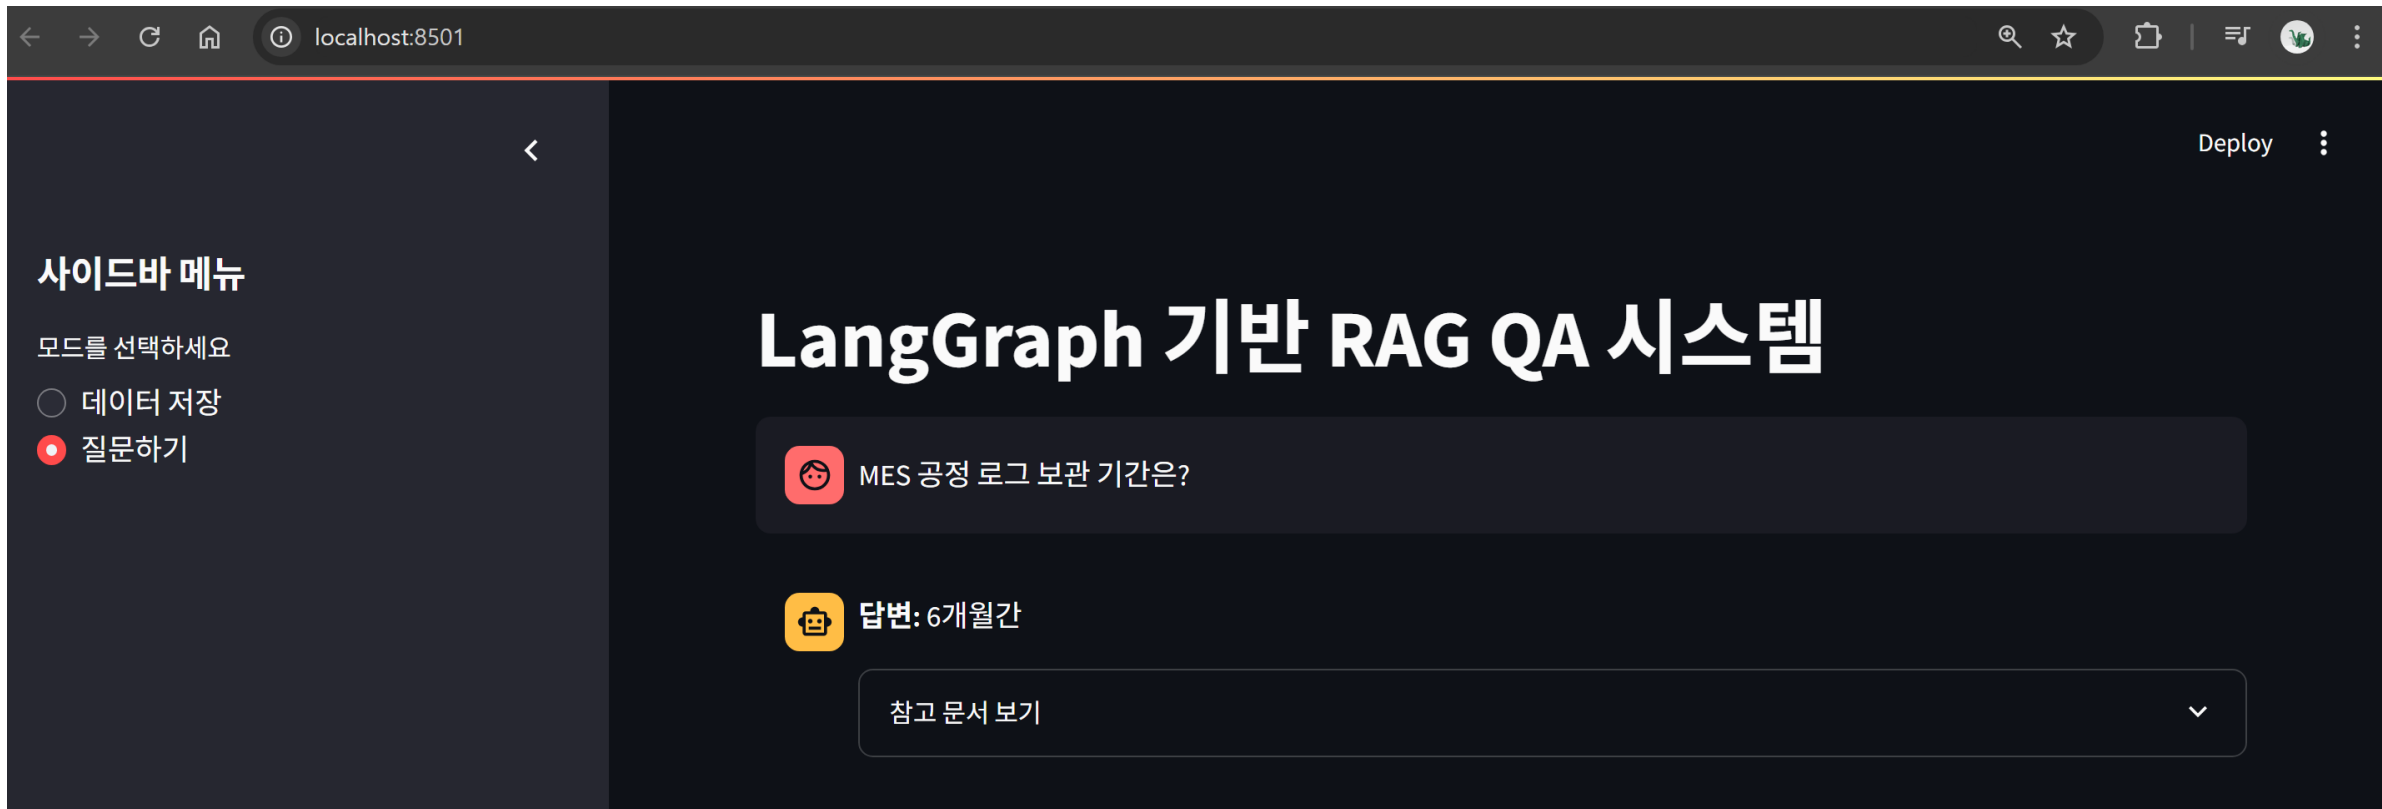 localhost:8501
Deploy
사이드바 메뉴
모드를 선택하세요
데이터 저장
질문하기
LangGraph 기반 RAG QA 시스템
MES 공정 로그 보관 기간은?
답변: 6개월간
참고 문서 보기